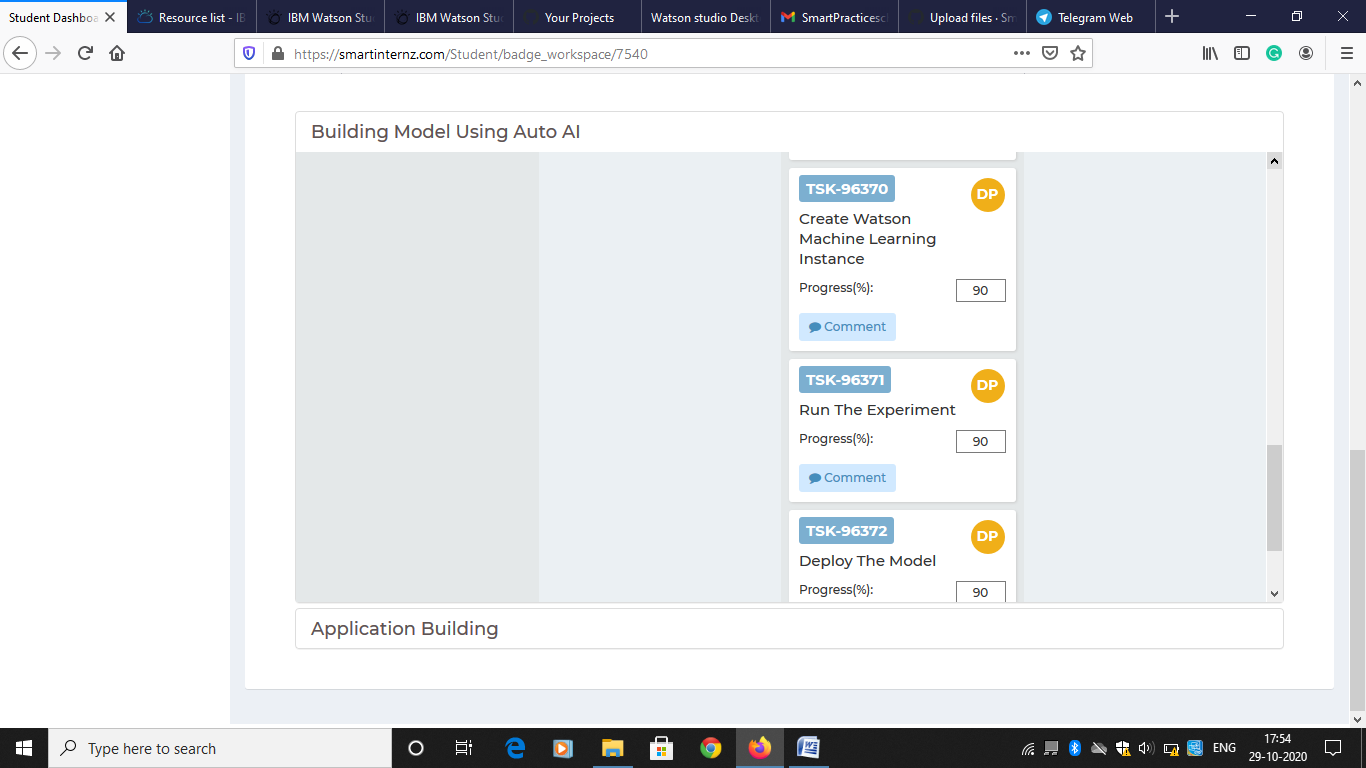 Student Dashboa
Resource list - IB
IBM Watson Stu
IBM Watson Stu
Your Projects
Watson studio Deskt
SmartPracticesc
Upload files · Sm
Telegram Web
https://smartinternz.com/Student/badge_workspace/7540
Building Model Using Auto AI
TSK-96370
DP
Create Watson
Machine Learning
Instance
Progress(%):
90
Comment
TSK-96371
DP
Run The Experiment
Progress(%):
90
Comment
TSK-96372
DP
Deploy The Model
Progress(%):
90
Application Building
Type here to search
ENG
17:54
29-10-2020